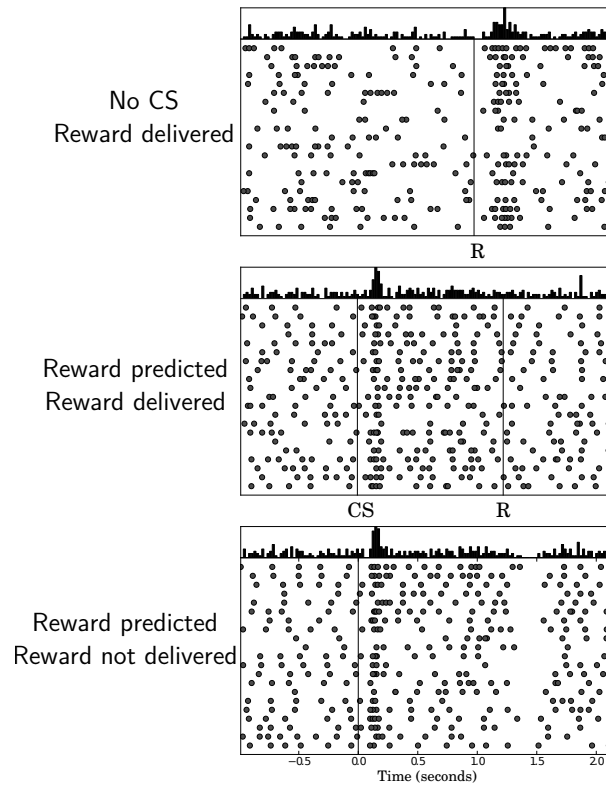 No CS
Reward delivered
R
Reward predicted
Reward delivered
CS R
Reward predicted
Reward not delivered
−0.5 0.0 0.5 1.0 1.5 2.0
Time (seconds)